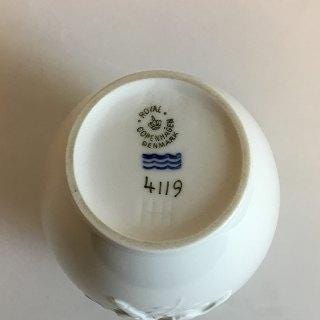 ROYAL
COPENHAGEN
DENMARK
4119